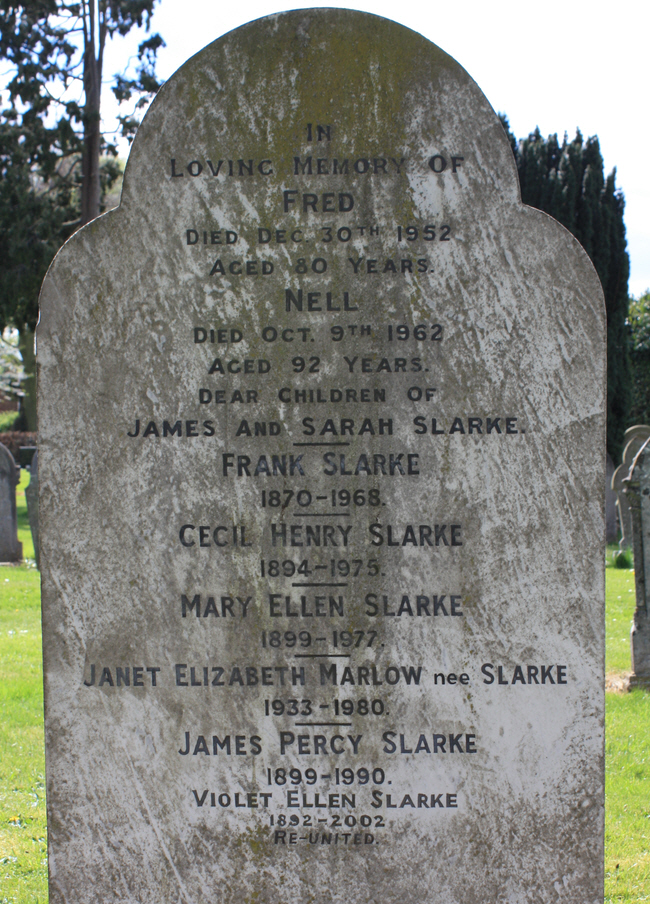 IN
LOVING MEMORY OF
FRED
DIED DEC. 30TH 1952
AGED 80 YEARS.
NELL
DIED OCT. 9TH 1962
AGED 92 YEARS.
DEAR CHILDREN OF
JAMES AND SARAH SLARKE.
FRANK SLARKE
1870-1968.
CECIL HENRY SLARKE
1894-1975.
MARY ELLEN SLARKE
1899-1977.
JANET ELIZABETH MARLOW nee SLARKE
1933-1980.
JAMES PERCY SLARKE
1899-1990.
VIOLET ELLEN SLARKE
1892-2002
RE-UNITED.